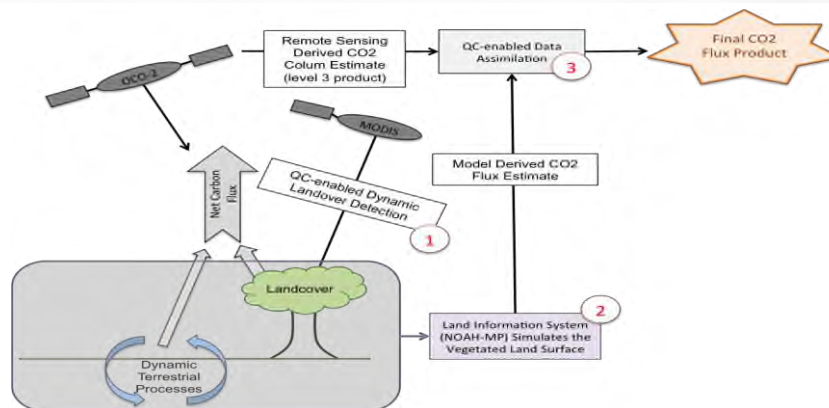 OCO-2
Remote Sensing
Derived CO2
Colum Estimate
(level 3 product)
QC-enabled Data
Assimilation
3
Final CO2
Flux Product
MODIS
Net Carbon
Flux
QC-enabled Dynamic
Landover Detection
1
Model Derived CO2
Flux Estimate
Landcover
2
Land Information System
(NOAH-MP) Simulates the
Vegetated Land Surface
Dynamic
Terrestrial
Processes